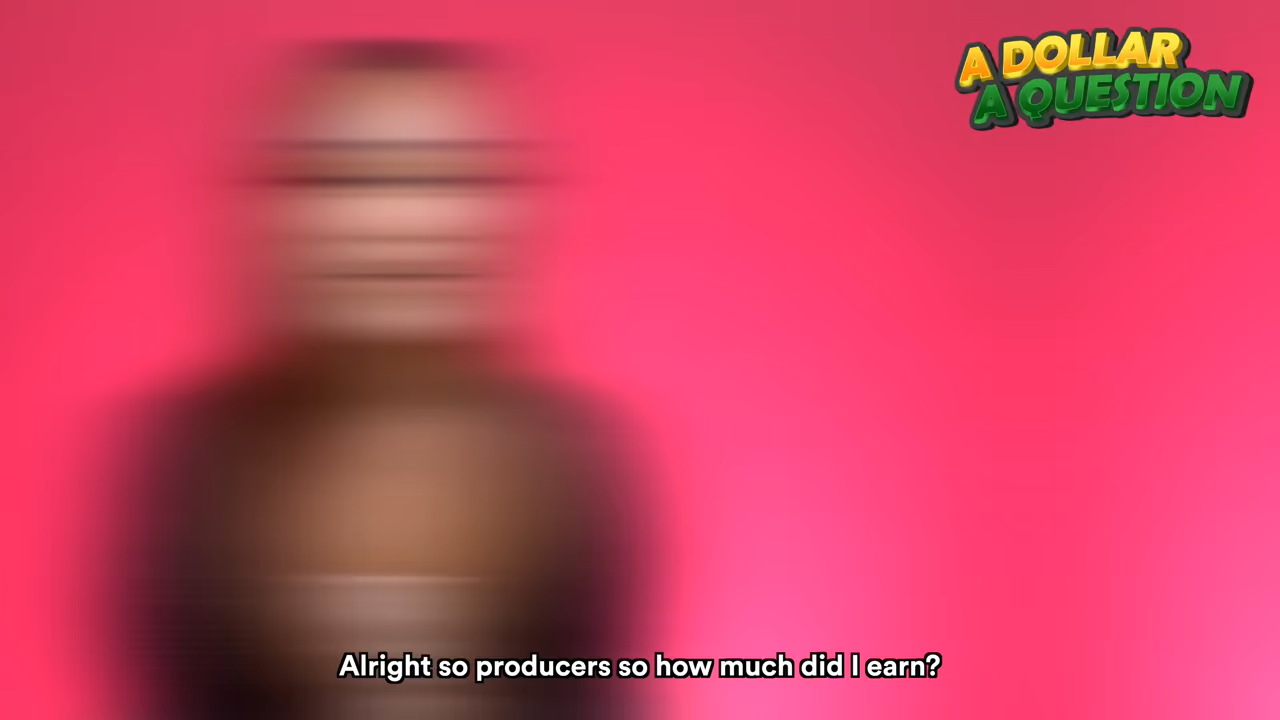 A DOLLAR
A QUESTION
Alright so producers so how much did I earn?